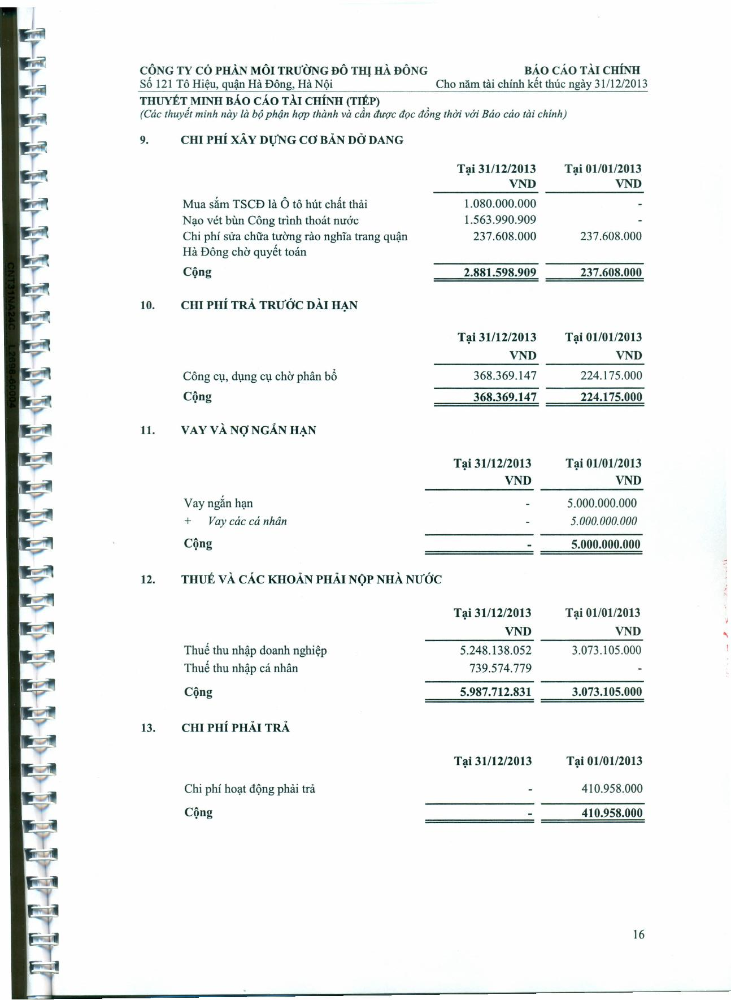 CÔNG TY CỔ PHẦN MÔI TRƯỜNG ĐÔ THỊ HÀ ĐÔNG BÁO CÁO TÀI CHÍNH
Số 121 Tô Hiệu, quận Hà Đông, Hà Nội Cho năm tài chính kết thúc ngày 31/12/2013
THUYẾT MINH BÁO CÁO TÀI CHÍNH (TIẾP)
(Các thuyết minh này là bộ phận hợp thành và cần được đọc đồng thời với Báo cáo tài chính)
9. CHI PHÍ XÂY DỰNG CƠ BẢN DỞ DANG
Tại 31/12/2013 Tại 01/01/2013
VND VND
Mua sắm TSCĐ là Ô tô hút chất thải 1.080.000.000 -
Nạo vét bùn Công trình thoát nước 1.563.990.909 -
Chi phí sửa chữa tường rào nghĩa trang quận 237.608.000 237.608.000
Hà Đông chờ quyết toán
Cộng 2.881.598.909 237.608.000
10. CHI PHÍ TRẢ TRƯỚC DÀI HẠN
Tại 31/12/2013 Tại 01/01/2013
VND VND
Công cụ, dụng cụ chờ phân bổ 368.369.147 224.175.000
Cộng 368.369.147 224.175.000
11. VAY VÀ NỢ NGẮN HẠN
Tại 31/12/2013 Tại 01/01/2013
VND VND
Vay ngắn hạn - 5.000.000.000
+ Vay các cá nhân - 5.000.000.000
Cộng - 5.000.000.000
12. THUẾ VÀ CÁC KHOẢN PHẢI NỘP NHÀ NƯỚC
Tại 31/12/2013 Tại 01/01/2013
VND VND
Thuế thu nhập doanh nghiệp 5.248.138.052 3.073.105.000
Thuế thu nhập cá nhân 739.574.779 -
Cộng 5.987.712.831 3.073.105.000
13. CHI PHÍ PHẢI TRẢ
Tại 31/12/2013 Tại 01/01/2013
Chi phí hoạt động phải trả - 410.958.000
Cộng - 410.958.000
16
CNT31NA24C L2698-60004